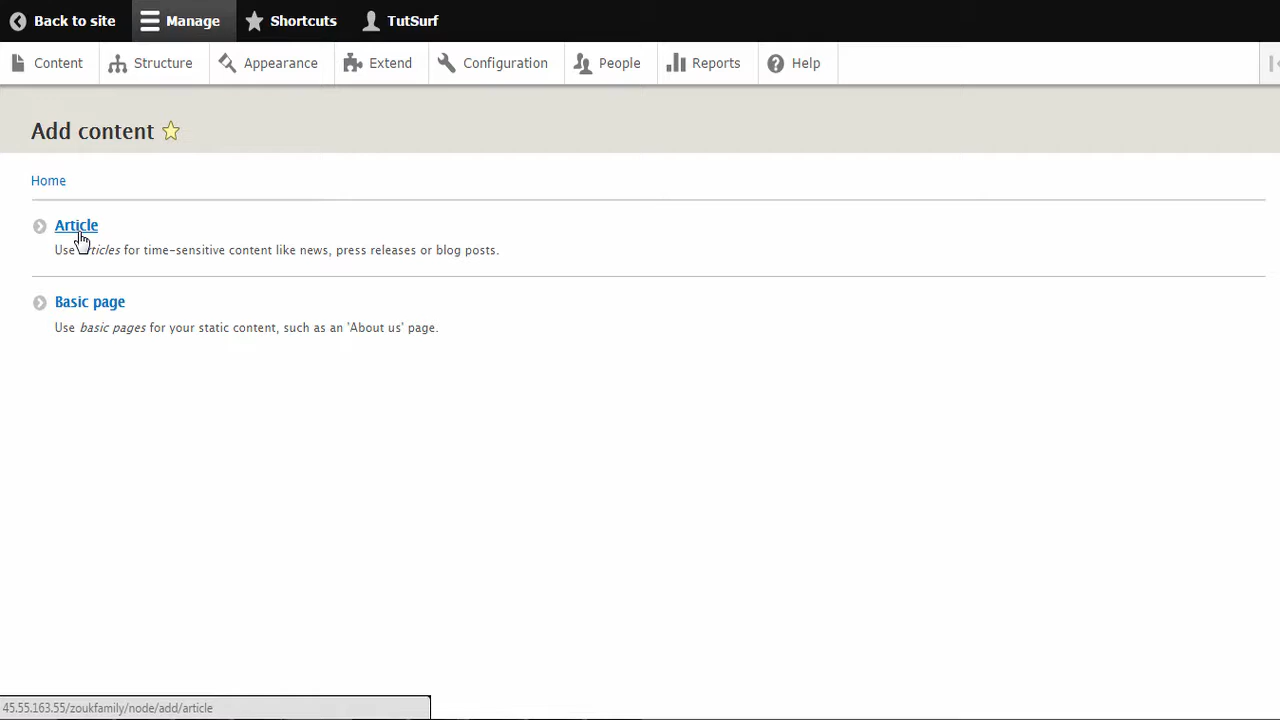 Back to site Manage Shortcuts TutSurf
Content Structure Appearance Extend Configuration People Reports Help
Add content
Home
Article
Use articles for time-sensitive content like news, press releases or blog posts.
Basic page
Use basic pages for your static content, such as an 'About us' page.
45.55.163.55/zoukfamily/node/add/article